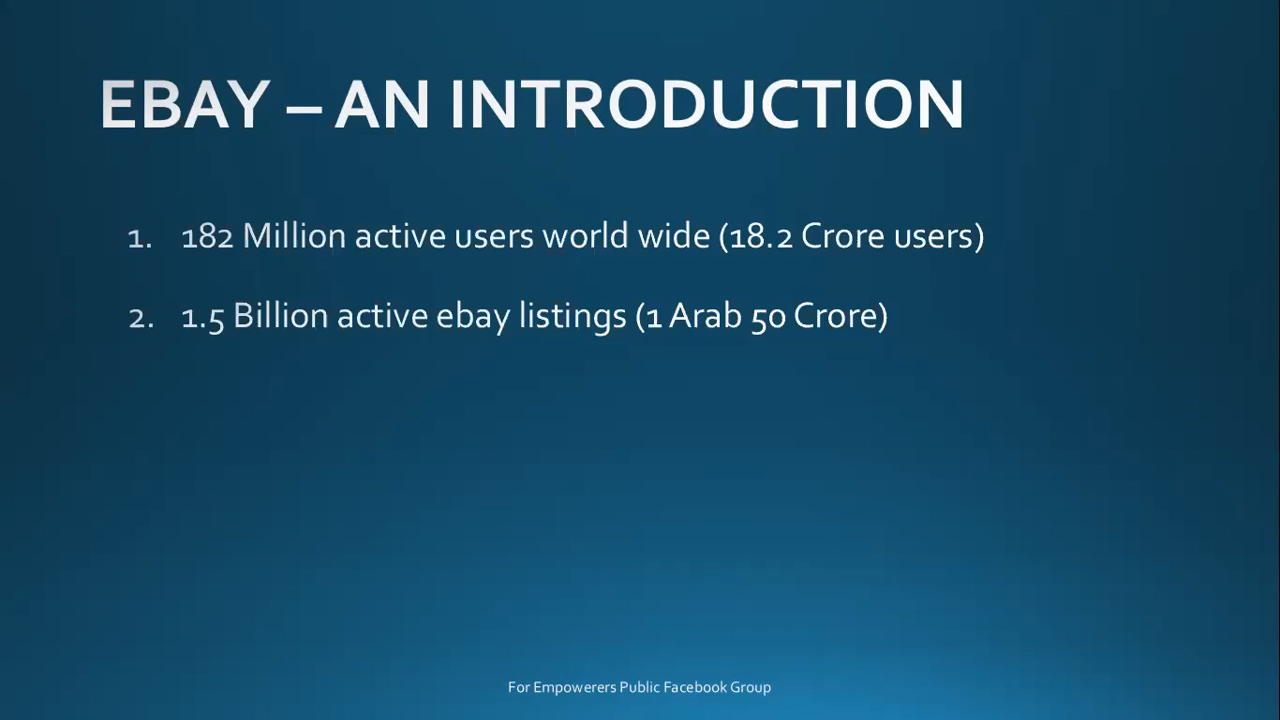 EBAY – AN INTRODUCTION
1. 182 Million active users world wide (18.2 Crore users)
2. 1.5 Billion active ebay listings (1 Arab 50 Crore)
For Empowerers Public Facebook Group